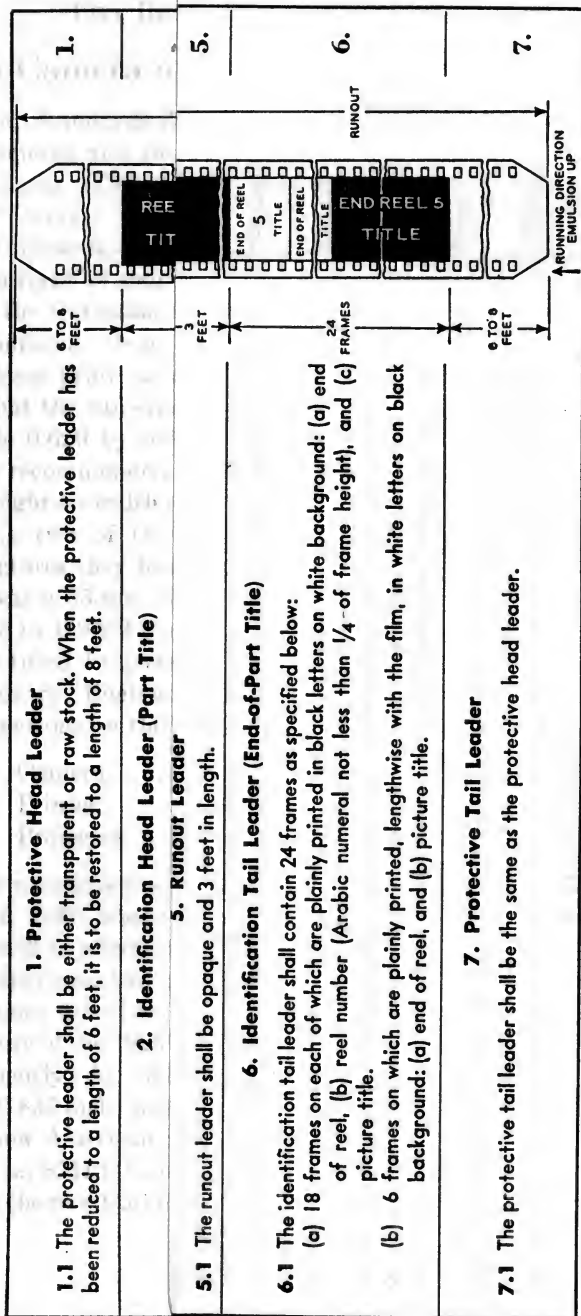 1. Protective Head Leader
1.1 The protective leader shall be either transparent or raw stock. When the protective leader has
been reduced to a length of 6 feet, it is to be restored to a length of 8 feet.
2. Identification Head Leader (Part Title)
5. Runout Leader
5.1 The runout leader shall be opaque and 3 feet in length.
6. Identification Tail Leader (End-of-Part Title)
6.1 The identification tail leader shall contain 24 frames as specified below:
(a) 18 frames on each of which are plainly printed in black letters on white background: (a) end
of reel, (b) reel number (Arabic numeral not less than 1/4 of frame height), and (c)
picture title.
(b) 6 frames on which are plainly printed, lengthwise with the film, in white letters on black
background: (a) end of reel, and (b) picture title.
7. Protective Tail Leader
7.1 The protective tail leader shall be the same as the protective head leader.
6 TO 8
FEET
3
FEET
24
FRAMES
6 TO 8
FEET
REE
TIT
END OF REEL
5
TITLE
END OF REEL
TITLE
END REEL 5
TITLE
RUNOUT
RUNNING DIRECTION
EMULSION UP
1.
5.
6.
7.